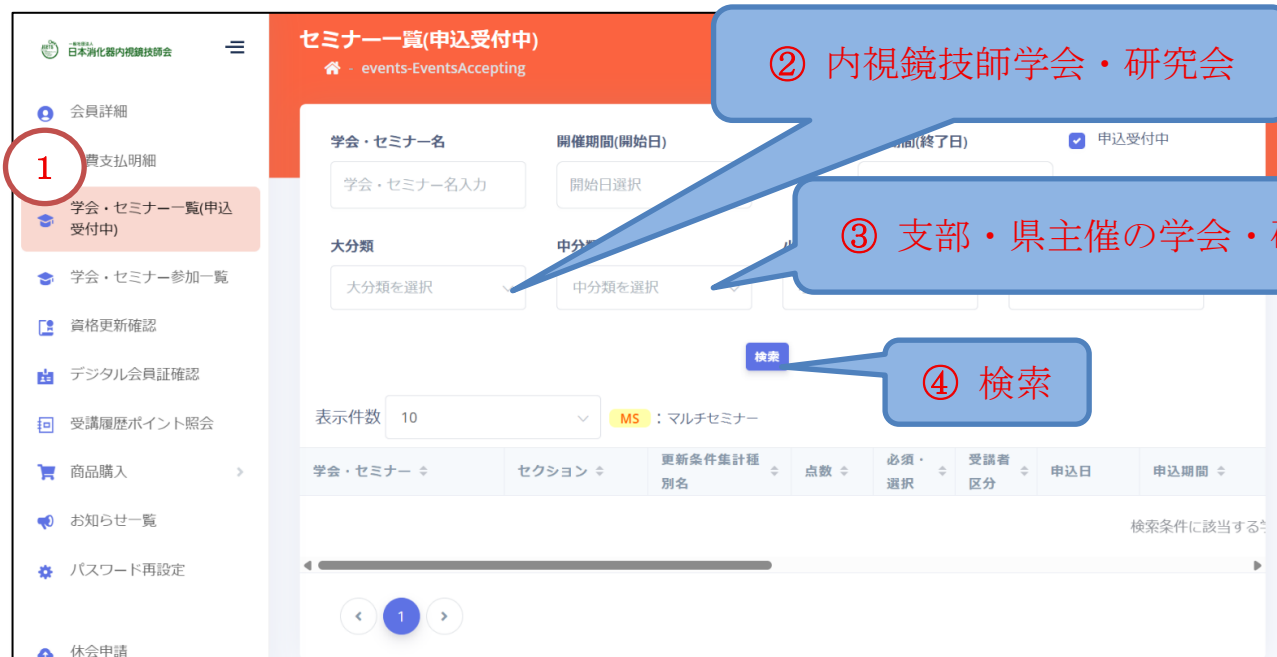 一般社団法人
日本消化器内視鏡技師会
会員詳細
費支払明細
1
学会・セミナー一覧(申込
受付中)
学会・セミナー参加一覧
資格更新確認
デジタル会員証確認
受講履歴ポイント照会
商品購入
お知らせ一覧
パスワード再設定
休会申請
セミナー一覧(申込受付中)
- events-EventsAccepting
② 内視鏡技師学会・研究会
学会・セミナー名
開催期間(開始日)
間(終了日)
申込受付中
学会・セミナー名入力
開始日選択
③ 支部・県主催の学会・
大分類
中分
大分類を選択
中分類を選択
検索
④ 検索
表示件数 10
MS ：マルチセミナー
学会・セミナー
セクション
更新条件集計種
別名
点数
必須・
選択
受講者
区分
申込日
申込期間
検索条件に該当する
1